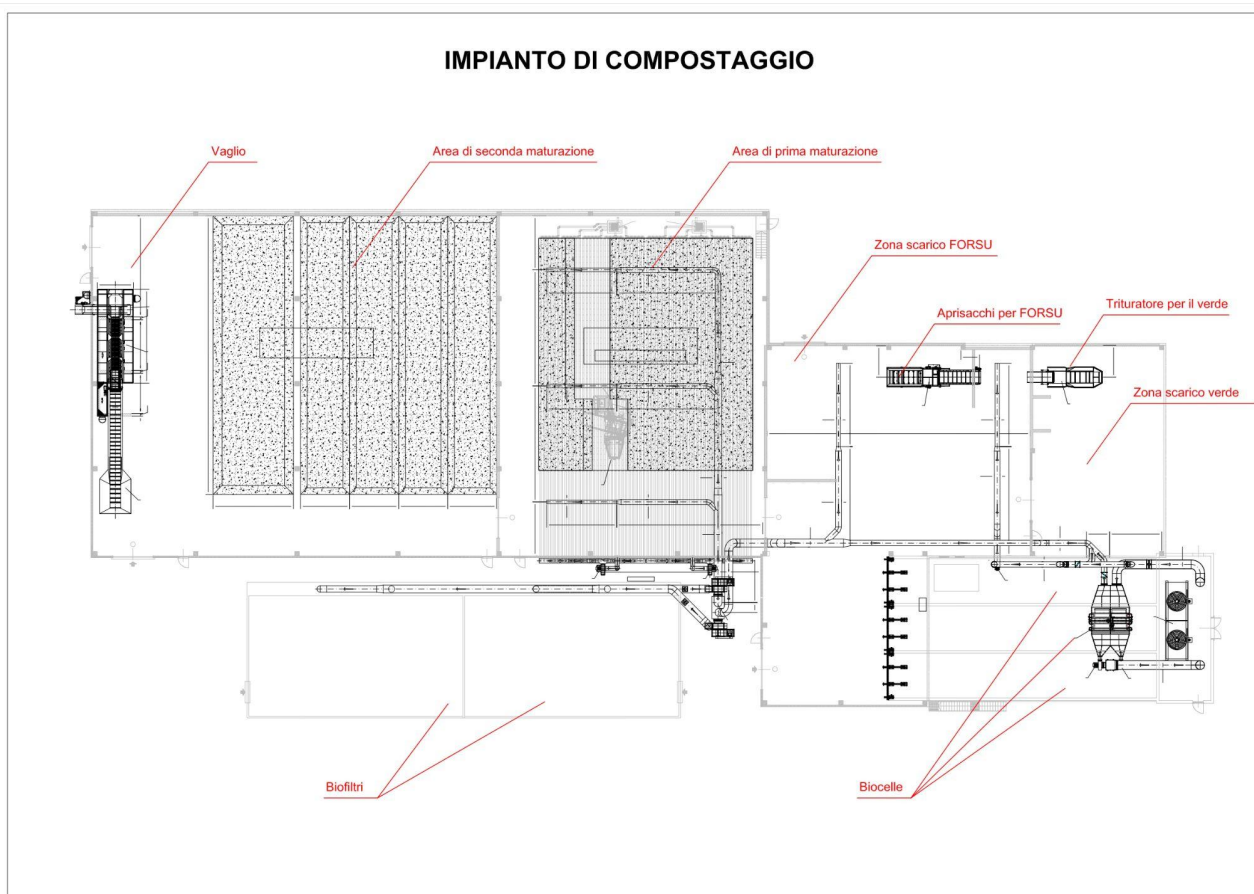 IMPIANTO DI COMPOSTAGGIO
Vaglio
Area di seconda maturazione
Area di prima maturazione
Zona scarico FORSU
Aprisacchi per FORSU
Trituratore per il verde
Zona scarico verde
Biofiltri
Biocelle